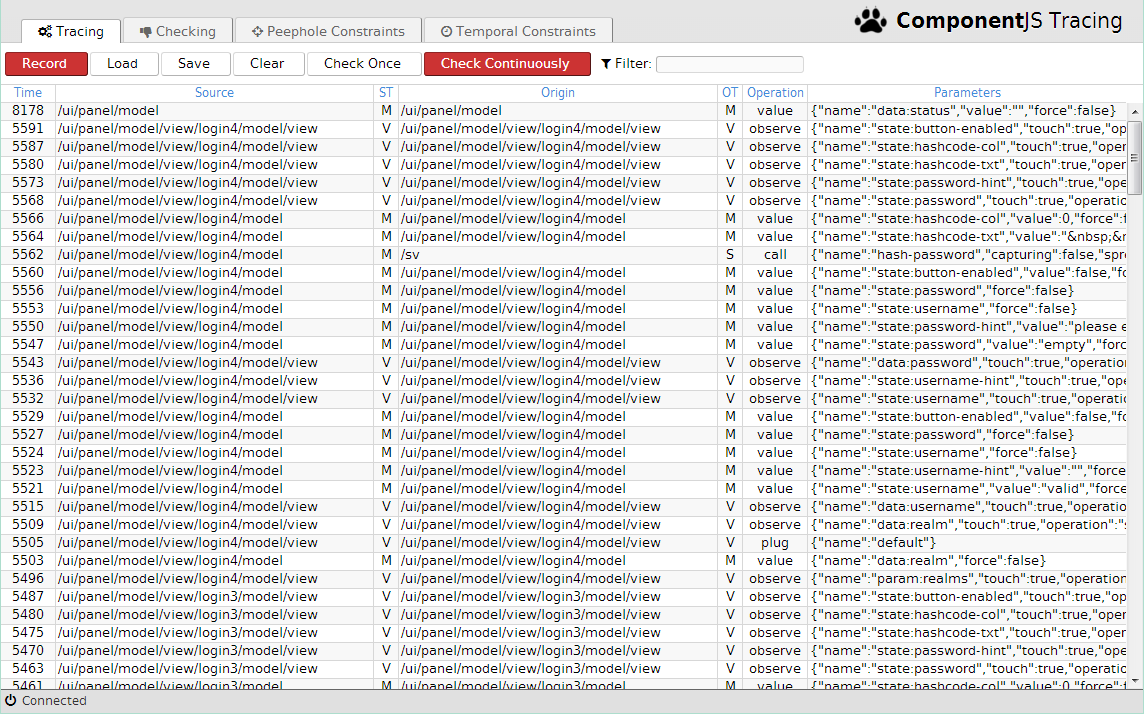 Tracing Checking Peephole Constraints Temporal Constraints ComponentJS Tracing
Record Load Save Clear Check Once Check Continuously Filter:
Time Source ST Origin OT Operation Parameters
8178 /ui/panel/model M /ui/panel/model M value {"name":"data:status","value":"","force":false}
5591 /ui/panel/model/view/login4/model/view V /ui/panel/model/view/login4/model/view V observe {"name":"state:button-enabled","touch":true,"op
5587 /ui/panel/model/view/login4/model/view V /ui/panel/model/view/login4/model/view V observe {"name":"state:hashcode-col","touch":true,"oper
5580 /ui/panel/model/view/login4/model/view V /ui/panel/model/view/login4/model/view V observe {"name":"state:hashcode-txt","touch":true,"oper
5573 /ui/panel/model/view/login4/model/view V /ui/panel/model/view/login4/model/view V observe {"name":"state:password-hint","touch":true,"ope
5568 /ui/panel/model/view/login4/model/view V /ui/panel/model/view/login4/model/view V observe {"name":"state:password","touch":true,"operatio
5566 /ui/panel/model/view/login4/model M /ui/panel/model/view/login4/model M value {"name":"state:hashcode-col","value":0,"force":f
5564 /ui/panel/model/view/login4/model M /ui/panel/model/view/login4/model M value {"name":"state:hashcode-txt","value":"&nbsp;&n
5562 /ui/panel/model/view/login4/model M /sv S call {"name":"hash-password","capturing":false,"spre
5560 /ui/panel/model/view/login4/model M /ui/panel/model/view/login4/model M value {"name":"state:button-enabled","value":false,"fo
5556 /ui/panel/model/view/login4/model M /ui/panel/model/view/login4/model M value {"name":"state:password","force":false}
5553 /ui/panel/model/view/login4/model M /ui/panel/model/view/login4/model M value {"name":"state:username","force":false}
5550 /ui/panel/model/view/login4/model M /ui/panel/model/view/login4/model M value {"name":"state:password-hint","value":"please e
5547 /ui/panel/model/view/login4/model M /ui/panel/model/view/login4/model M value {"name":"state:password","value":"empty","forc
5543 /ui/panel/model/view/login4/model/view V /ui/panel/model/view/login4/model/view V observe {"name":"data:password","touch":true,"operation
5536 /ui/panel/model/view/login4/model/view V /ui/panel/model/view/login4/model/view V observe {"name":"state:username-hint","touch":true,"ope
5532 /ui/panel/model/view/login4/model/view V /ui/panel/model/view/login4/model/view V observe {"name":"state:username","touch":true,"operatio
5529 /ui/panel/model/view/login4/model M /ui/panel/model/view/login4/model M value {"name":"state:button-enabled","value":false,"fo
5527 /ui/panel/model/view/login4/model M /ui/panel/model/view/login4/model M value {"name":"state:password","force":false}
5524 /ui/panel/model/view/login4/model M /ui/panel/model/view/login4/model M value {"name":"state:username","force":false}
5523 /ui/panel/model/view/login4/model M /ui/panel/model/view/login4/model M value {"name":"state:username-hint","value":"","force
5521 /ui/panel/model/view/login4/model M /ui/panel/model/view/login4/model M value {"name":"state:username","value":"valid","force
5515 /ui/panel/model/view/login4/model/view V /ui/panel/model/view/login4/model/view V observe {"name":"data:username","touch":true,"operatio
5509 /ui/panel/model/view/login4/model/view V /ui/panel/model/view/login4/model/view V observe {"name":"data:realm","touch":true,"operation":"s
5505 /ui/panel/model/view/login4/model/view V /ui/panel/model/view/login4/model/view V plug {"name":"default"}
5503 /ui/panel/model/view/login4/model M /ui/panel/model/view/login4/model M value {"name":"data:realm","force":false}
5496 /ui/panel/model/view/login4/model/view V /ui/panel/model/view/login4/model/view V observe {"name":"param:realms","touch":true,"operation
5487 /ui/panel/model/view/login3/model/view V /ui/panel/model/view/login3/model/view V observe {"name":"state:button-enabled","touch":true,"op
5480 /ui/panel/model/view/login3/model/view V /ui/panel/model/view/login3/model/view V observe {"name":"state:hashcode-col","touch":true,"oper
5475 /ui/panel/model/view/login3/model/view V /ui/panel/model/view/login3/model/view V observe {"name":"state:hashcode-txt","touch":true,"oper
5470 /ui/panel/model/view/login3/model/view V /ui/panel/model/view/login3/model/view V observe {"name":"state:password-hint","touch":true,"ope
5463 /ui/panel/model/view/login3/model/view V /ui/panel/model/view/login3/model/view V observe {"name":"state:password","touch":true,"operatio
5461 /ui/panel/model/view/login3/model M /ui/panel/model/view/login3/model M value {"name":"state:hashcode-col","value":0,"force":f
Connected